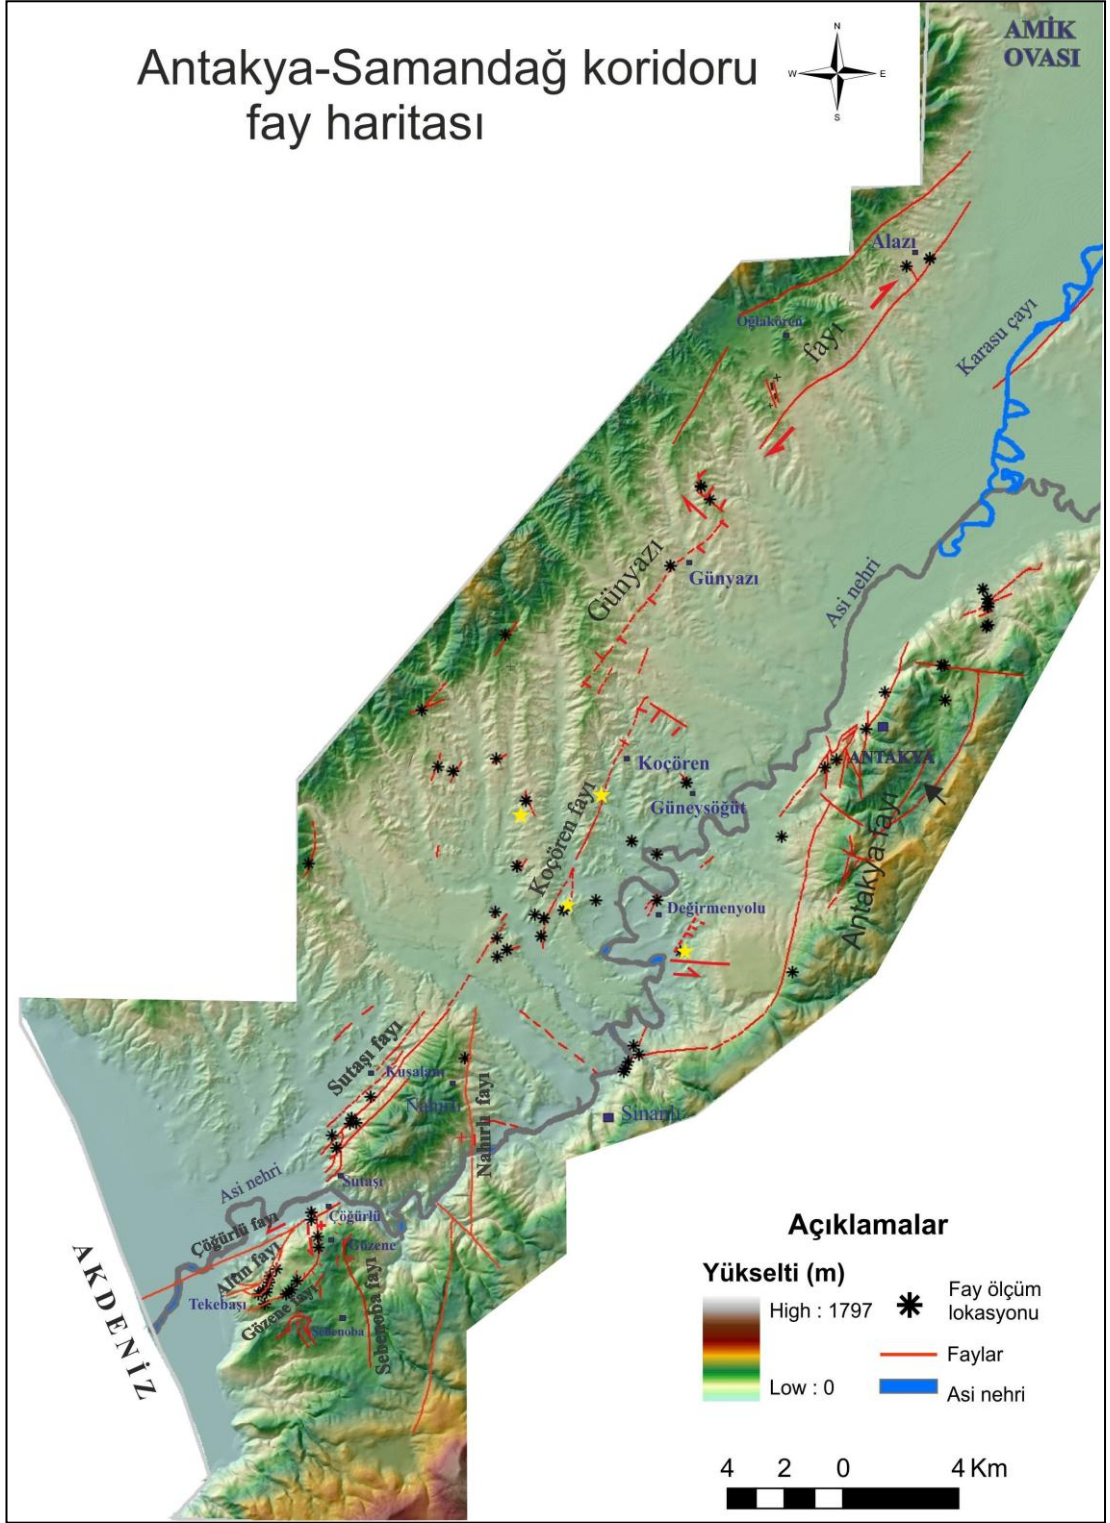 Antakya-Samandağ koridoru
fay haritası
N
W
E
S
AMİK
OVASI
Alazı
Oğlakören
fayı
Karasu çayı
Günyazı
Günyazı
Asi nehri
Koçören
Güneysöğüt
Koçören fayı
ANTAKYA
Antakya fayı
Değirmenyolu
Sutaşı fayı
Kuşalanı
Nahırlı
Nahırlı fayı
Sinanlı
Asi nehri
Sutaşı
Çöğürlü
Çöğürlü fayı
Güzene
Altın fayı
Tekebaşı
Gözene fayı
Sebenoba
Sebenoba fayı
AKDENİZ
Açıklamalar
Yükselti (m)
High : 1797
Low : 0
Fay ölçüm
lokasyonu
Faylar
Asi nehri
4 2 0 4 Km